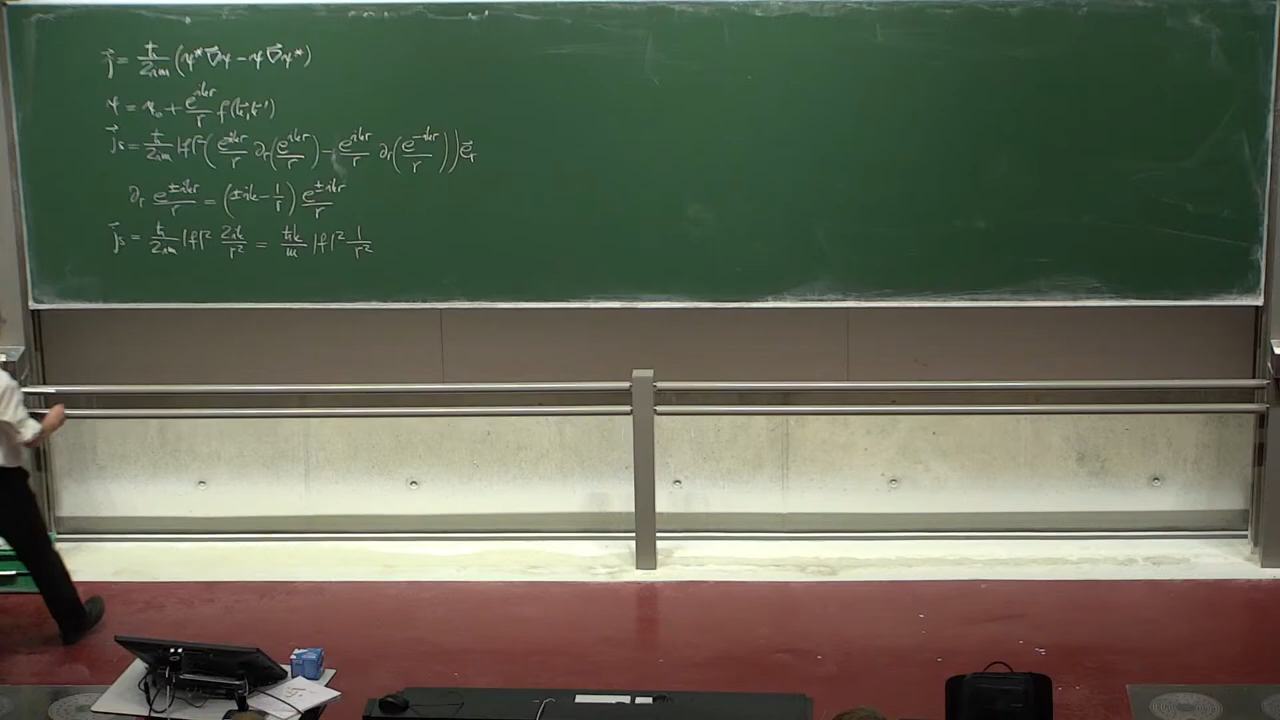 j⃗ = ħ/2im (ψ* ∇⃗ψ − ψ ∇⃗ψ*)
ψ = ψ₀ + e^{ikr}/r f(k⃗,k⃗')
j⃗s = ħ/2im |f|² (e^{-ikr}/r ∂r(e^{ikr}/r) − e^{ikr}/r ∂r(e^{-ikr}/r)) e⃗r
∂r e^{±ikr}/r = (±ik − 1/r) e^{±ikr}/r
j⃗s = ħ/2im |f|² 2ik/r² = ħk/m |f|² 1/r²